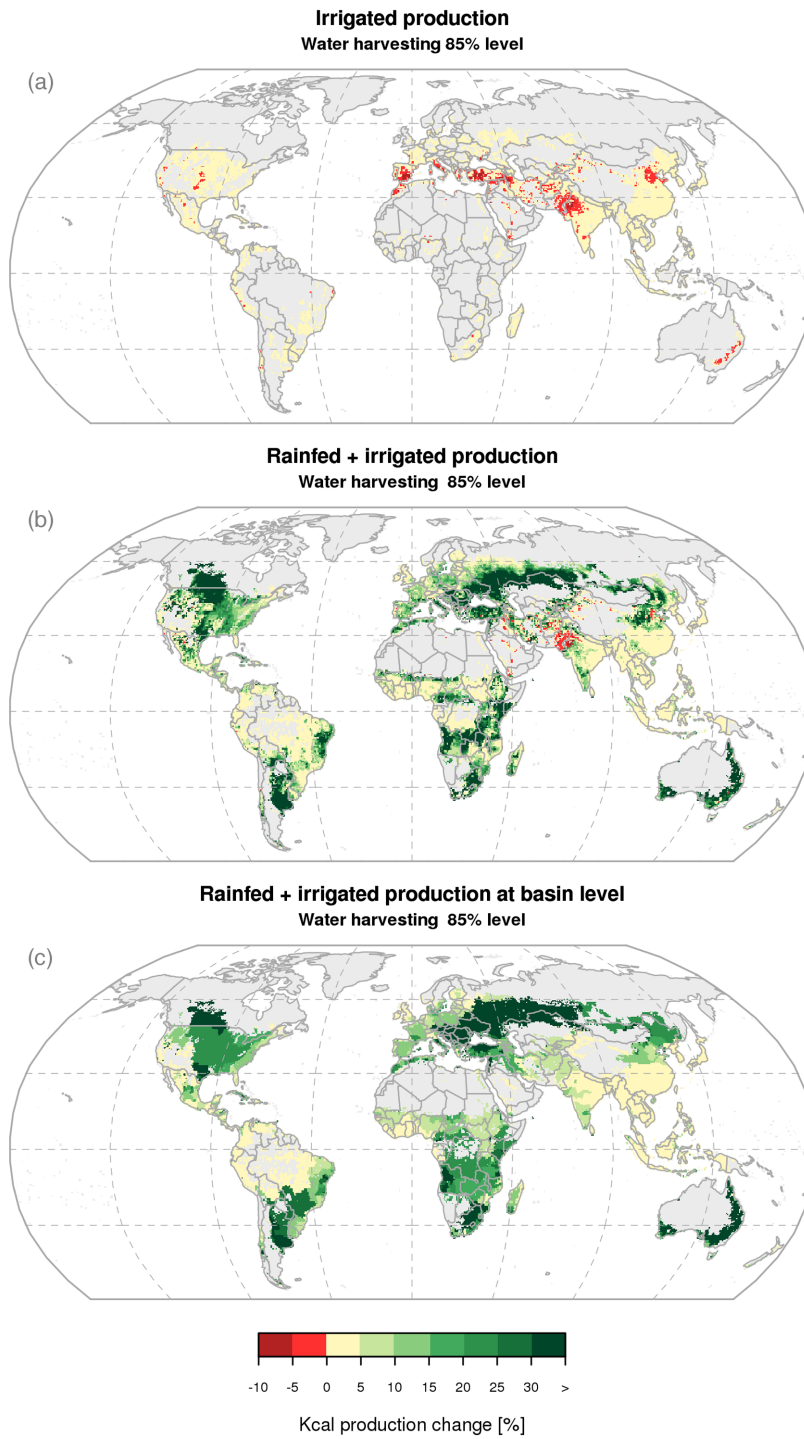 Irrigated production
Water harvesting 85% level
(a)
Rainfed + irrigated production
Water harvesting 85% level
(b)
Rainfed + irrigated production at basin level
Water harvesting 85% level
(c)
-10 -5 0 5 10 15 20 25 30 >
Kcal production change [%]